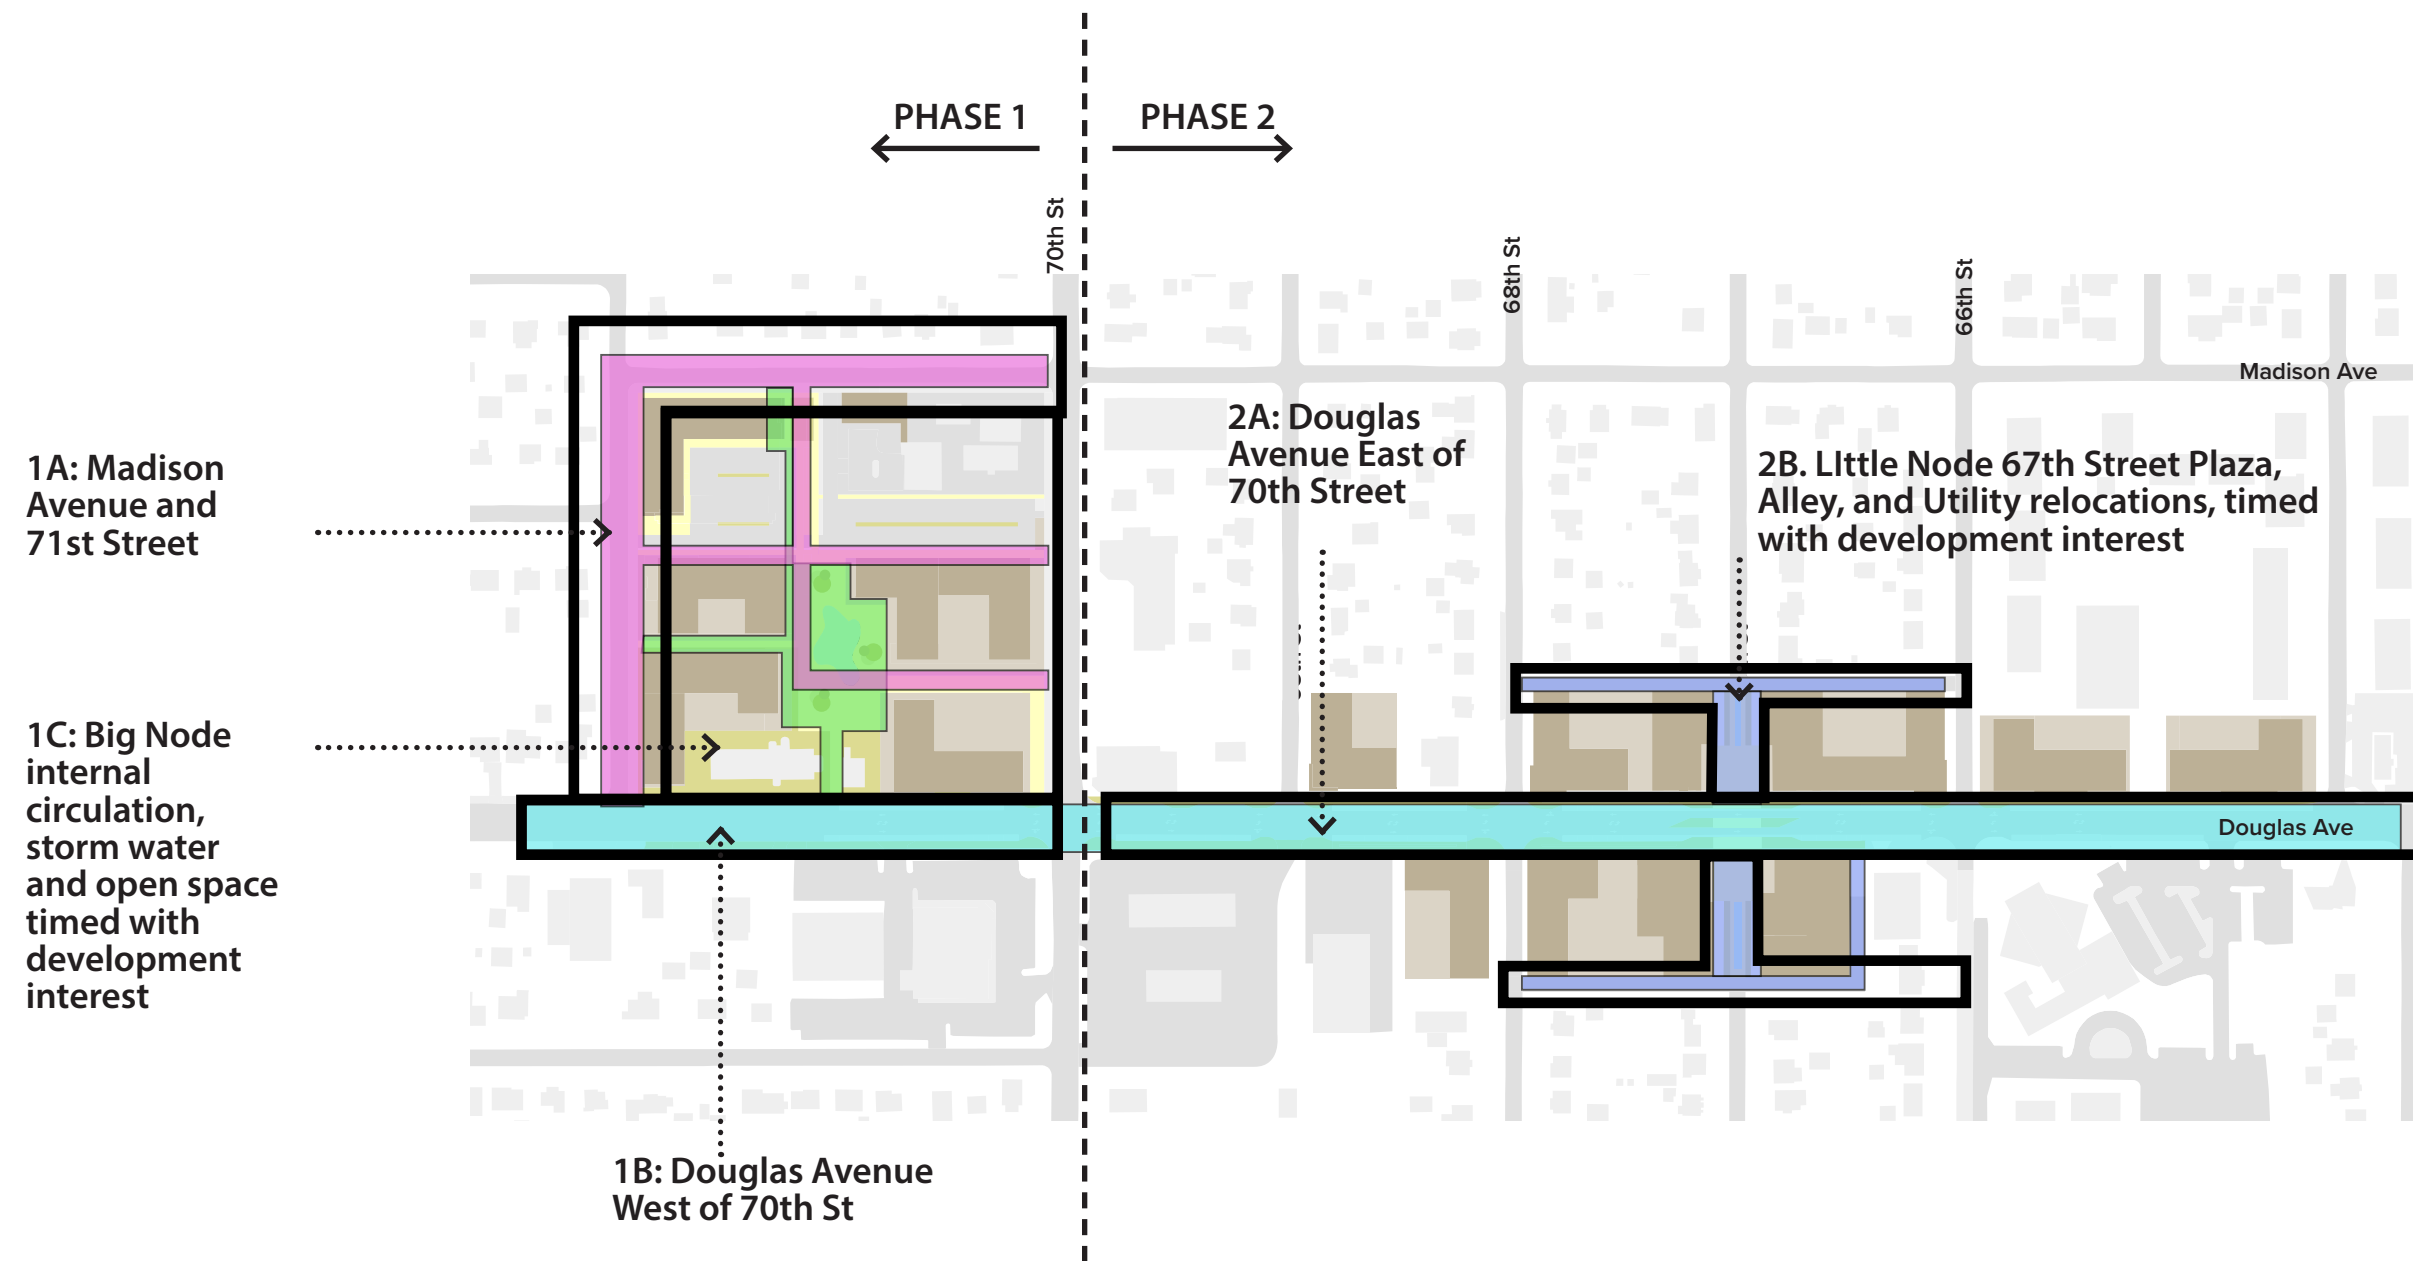 PHASE 1
PHASE 2
70th St
68th St
66th St
Madison Ave
1A: Madison
Avenue and
71st Street
2A: Douglas
Avenue East of
70th Street
2B. LIttle Node 67th Street Plaza,
Alley, and Utility relocations, timed
with development interest
1C: Big Node
internal
circulation,
storm water
and open space
timed with
development
interest
Douglas Ave
1B: Douglas Avenue
West of 70th St